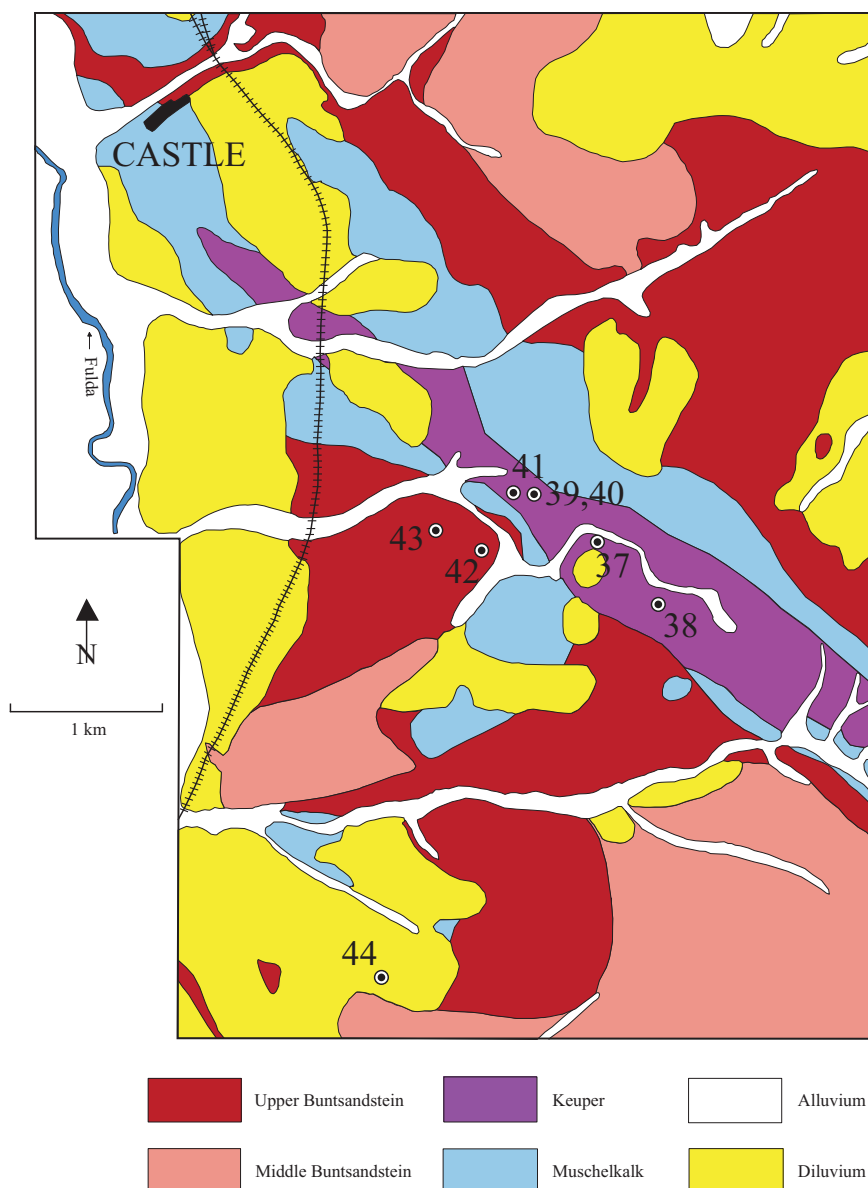 CASTLE
← Fulda
41
39,40
43
42
37
38
N
1 km
44
Upper Buntsandstein
Keuper
Alluvium
Middle Buntsandstein
Muschelkalk
Diluvium